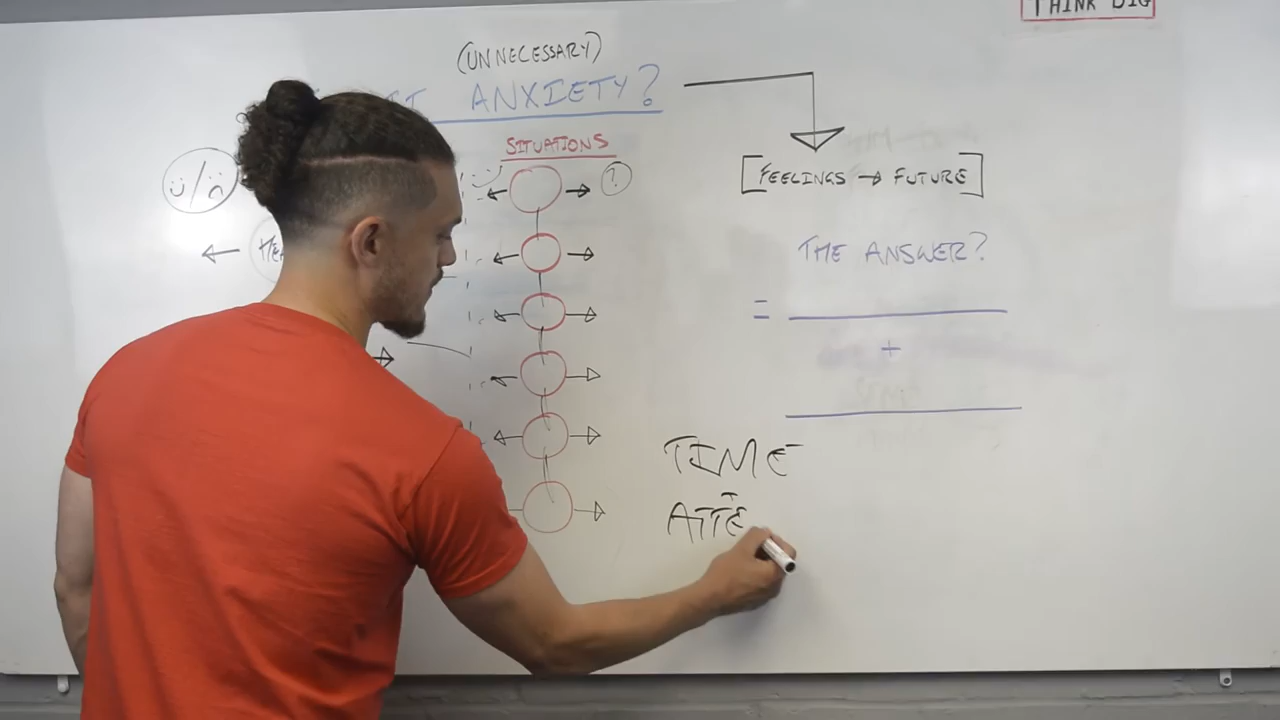 THINK BIG
(UNNECESSARY)
ANXIETY?
SITUATIONS
?
[FEELINGS → FUTURE]
THE ANSWER?
=
+
TIME
+
ATTE